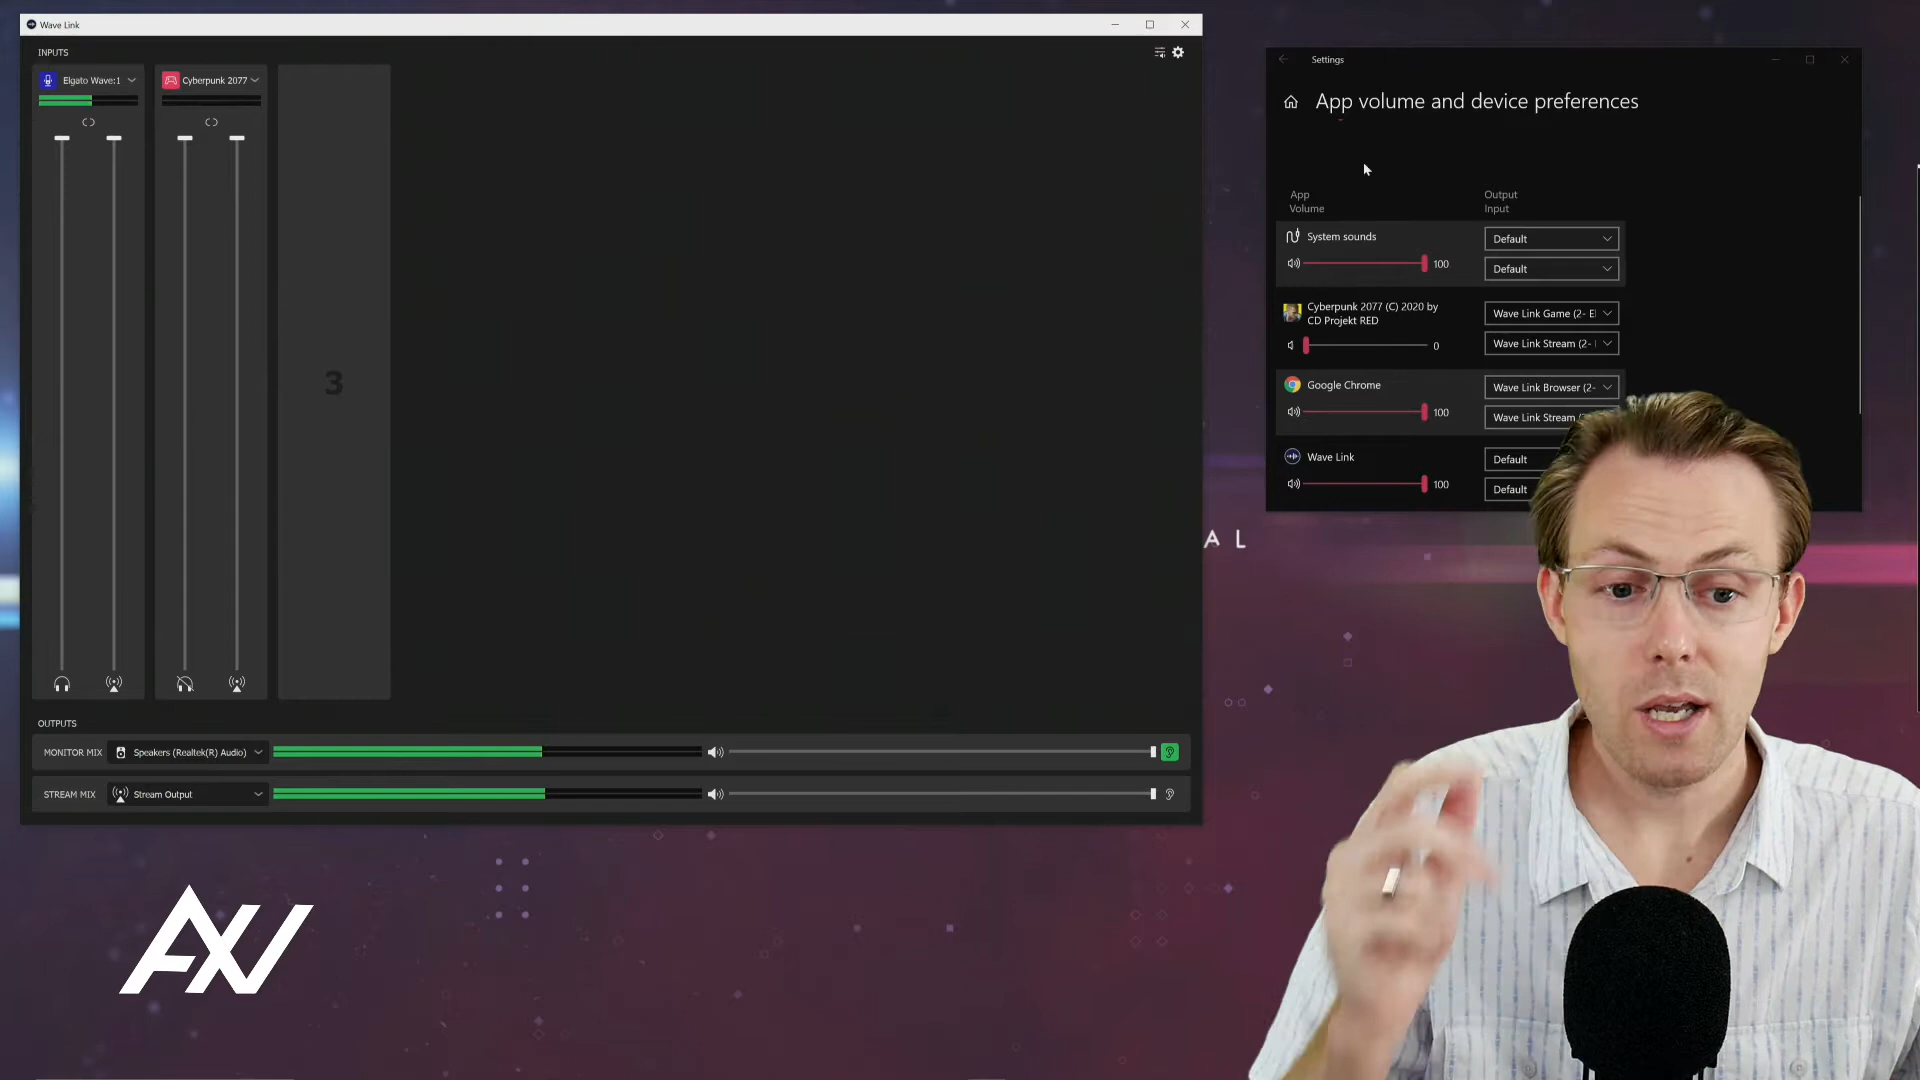 Wave Link
INPUTS
Elgato Wave:1
Cyberpunk 2077
3
OUTPUTS
MONITOR MIX
Speakers (Realtek(R) Audio)
STREAM MIX
Stream Output
Settings
App volume and device preferences
App
Volume
Output
Input
System sounds
100
Default
Default
Cyberpunk 2077 (C) 2020 by
CD Projekt RED
0
Wave Link Game (2- E
Wave Link Stream (2-
Google Chrome
100
Wave Link Browser (2-
Wave Link Stream
Wave Link
100
Default
Default
A L